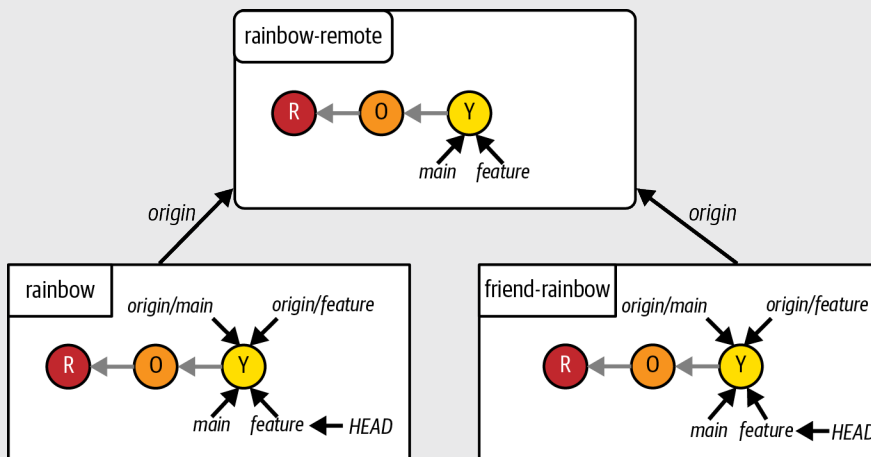 rainbow-remote
R O Y
main feature
origin origin
rainbow
origin/main origin/feature
R O Y
main feature HEAD
friend-rainbow
origin/main origin/feature
R O Y
main feature HEAD